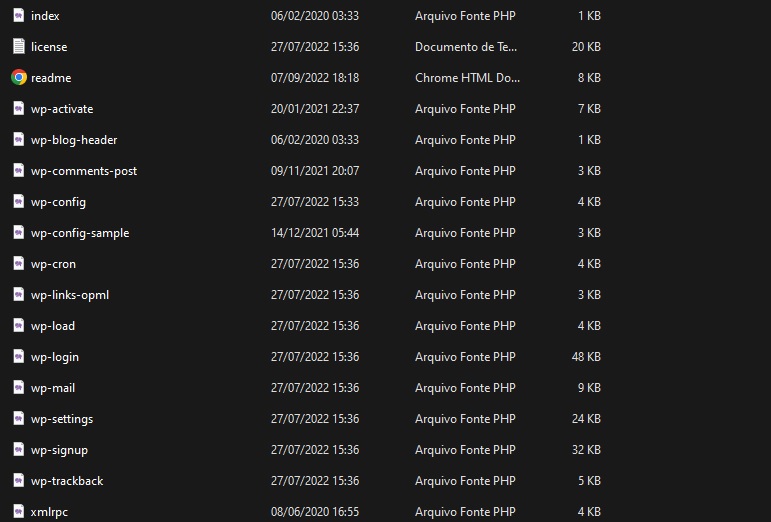 index 06/02/2020 03:33 Arquivo Fonte PHP 1 KB
license 27/07/2022 15:36 Documento de Te... 20 KB
readme 07/09/2022 18:18 Chrome HTML Do... 8 KB
wp-activate 20/01/2021 22:37 Arquivo Fonte PHP 7 KB
wp-blog-header 06/02/2020 03:33 Arquivo Fonte PHP 1 KB
wp-comments-post 09/11/2021 20:07 Arquivo Fonte PHP 3 KB
wp-config 27/07/2022 15:33 Arquivo Fonte PHP 4 KB
wp-config-sample 14/12/2021 05:44 Arquivo Fonte PHP 3 KB
wp-cron 27/07/2022 15:36 Arquivo Fonte PHP 4 KB
wp-links-opml 27/07/2022 15:36 Arquivo Fonte PHP 3 KB
wp-load 27/07/2022 15:36 Arquivo Fonte PHP 4 KB
wp-login 27/07/2022 15:36 Arquivo Fonte PHP 48 KB
wp-mail 27/07/2022 15:36 Arquivo Fonte PHP 9 KB
wp-settings 27/07/2022 15:36 Arquivo Fonte PHP 24 KB
wp-signup 27/07/2022 15:36 Arquivo Fonte PHP 32 KB
wp-trackback 27/07/2022 15:36 Arquivo Fonte PHP 5 KB
xmlrpc 08/06/2020 16:55 Arquivo Fonte PHP 4 KB